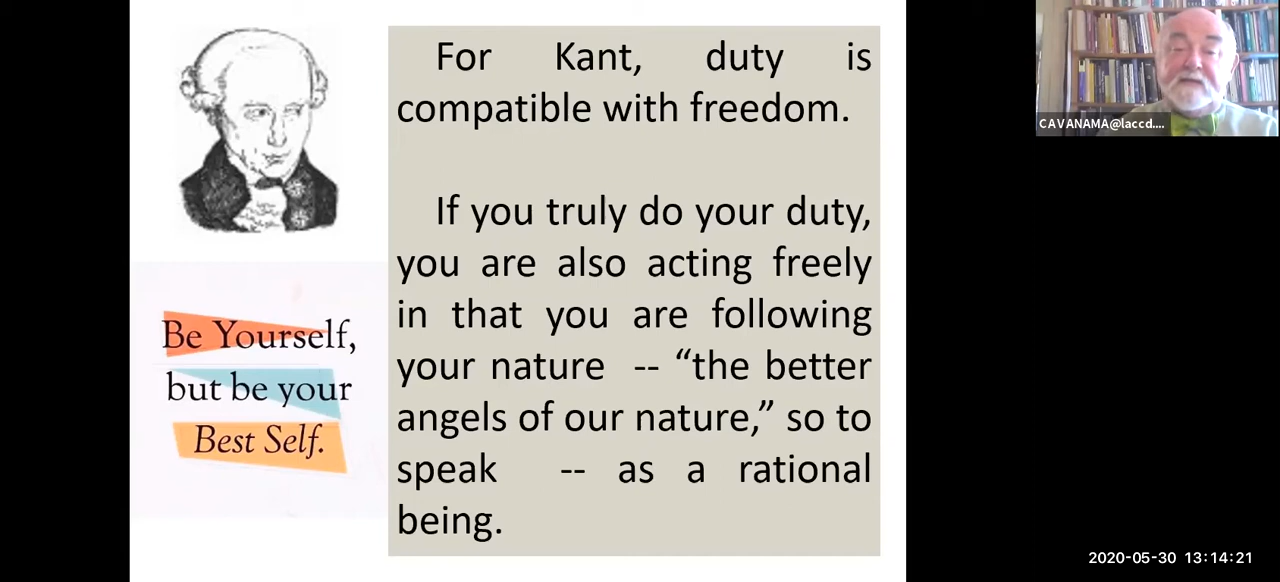 For Kant, duty is
compatible with freedom.
If you truly do your duty,
you are also acting freely
in that you are following
your nature -- “the better
angels of our nature,” so to
speak -- as a rational
being.
Be Yourself,
but be your
Best Self.
CAVANAMA@laccd....
2020-05-30 13:14:21